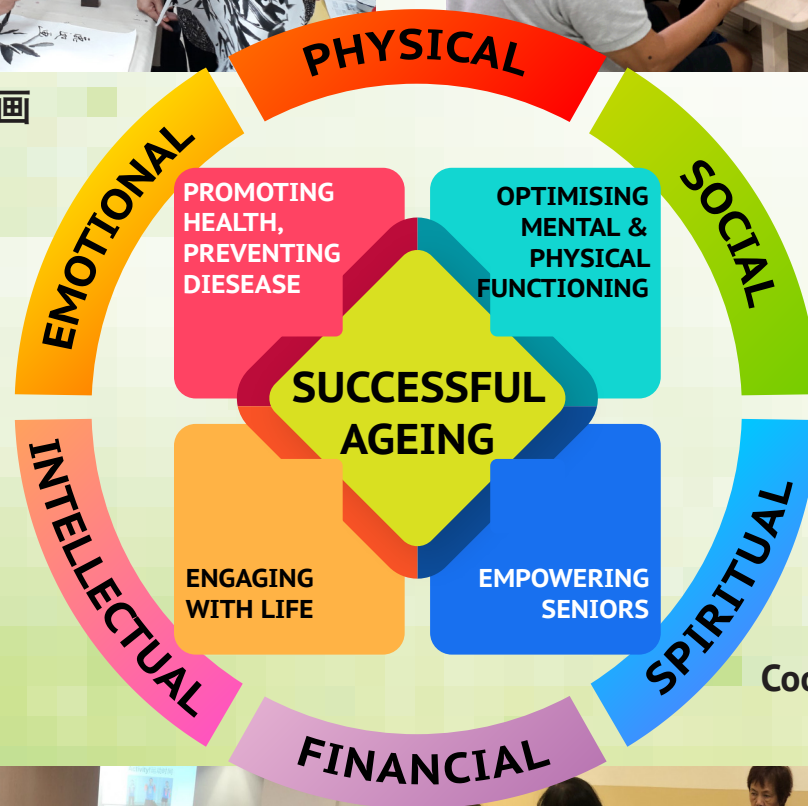 画
PHYSICAL
EMOTIONAL
SOCIAL
PROMOTING
HEALTH,
PREVENTING
DIESEASE
OPTIMISING
MENTAL &
PHYSICAL
FUNCTIONING
SUCCESSFUL
AGEING
ENGAGING
WITH LIFE
EMPOWERING
SENIORS
INTELLECTUAL
SPIRITUAL
FINANCIAL